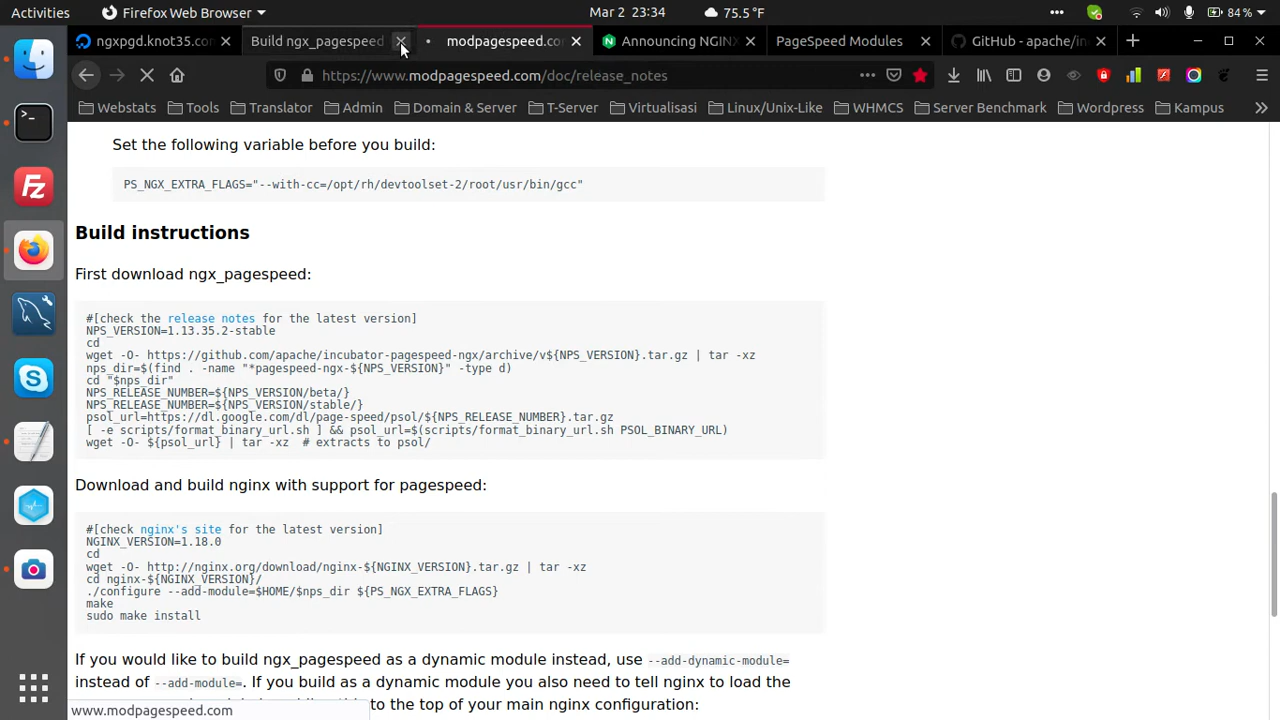 Activities
Firefox Web Browser
Mar 2 23:34
75.5 °F
84 %
ngxpgd.knot35.co
Build ngx_pagespeed
modpagespeed.co
Announcing NGINX
PageSpeed Modules
GitHub - apache/in
https://www.modpagespeed.com/doc/release_notes
Webstats
Tools
Translator
Admin
Domain & Server
T-Server
Virtualisasi
Linux/Unix-Like
WHMCS
Server Benchmark
Wordpress
Kampus
Set the following variable before you build:
PS_NGX_EXTRA_FLAGS="--with-cc=/opt/rh/devtoolset-2/root/usr/bin/gcc"
Build instructions
First download ngx_pagespeed:
#[check the release notes for the latest version]
NPS_VERSION=1.13.35.2-stable
cd
wget -O- https://github.com/apache/incubator-pagespeed-ngx/archive/v${NPS_VERSION}.tar.gz | tar -xz
nps_dir=$(find . -name "*pagespeed-ngx-${NPS_VERSION}" -type d)
cd "$nps_dir"
NPS_RELEASE_NUMBER=${NPS_VERSION/beta/}
NPS_RELEASE_NUMBER=${NPS_VERSION/stable/}
psol_url=https://dl.google.com/dl/page-speed/psol/${NPS_RELEASE_NUMBER}.tar.gz
[ -e scripts/format_binary_url.sh ] && psol_url=$(scripts/format_binary_url.sh PSOL_BINARY_URL)
wget -O- ${psol_url} | tar -xz  # extracts to psol/
Download and build nginx with support for pagespeed:
#[check nginx's site for the latest version]
NGINX_VERSION=1.18.0
cd
wget -O- http://nginx.org/download/nginx-${NGINX_VERSION}.tar.gz | tar -xz
cd nginx-${NGINX_VERSION}/
./configure --add-module=$HOME/$nps_dir ${PS_NGX_EXTRA_FLAGS}
make
sudo make install
If you would like to build ngx_pagespeed as a dynamic module instead, use --add-dynamic-module=
instead of --add-module=. If you build as a dynamic module you also need to tell nginx to load the
to the top of your main nginx configuration:
www.modpagespeed.com